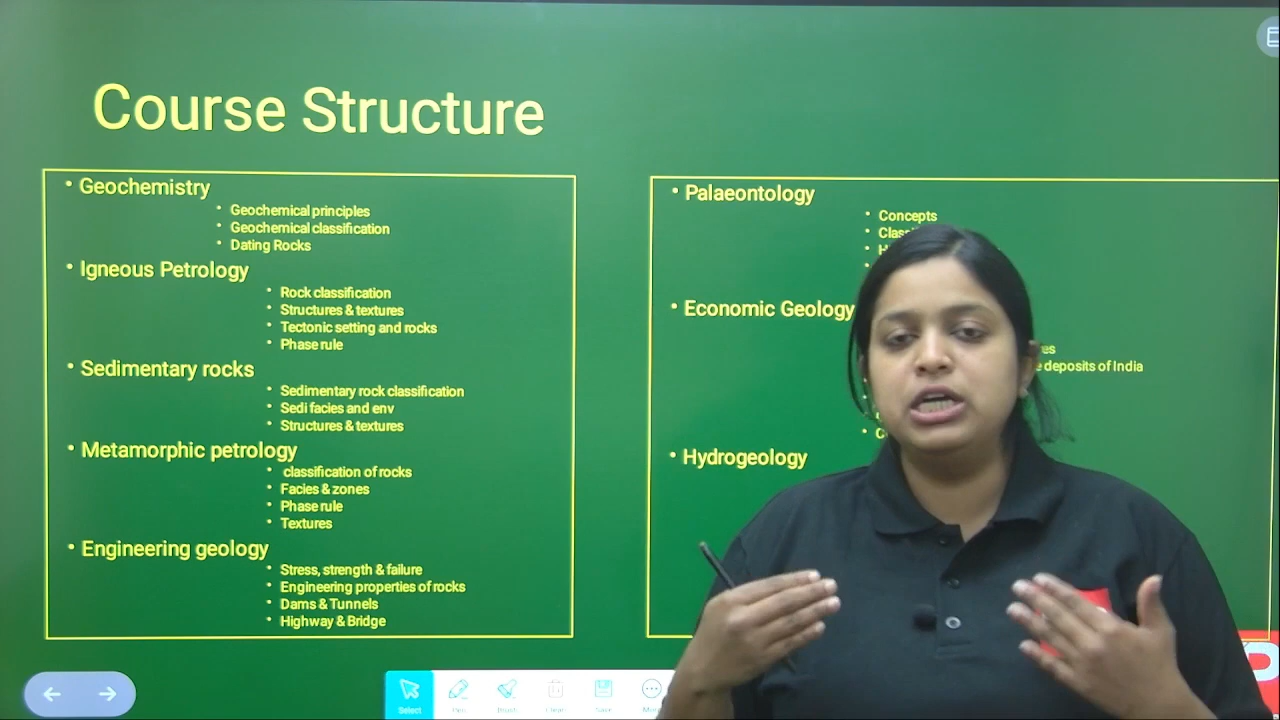 Course Structure
• Geochemistry
• Geochemical principles
• Geochemical classification
• Dating Rocks
• Igneous Petrology
• Rock classification
• Structures & textures
• Tectonic setting and rocks
• Phase rule
• Sedimentary rocks
• Sedimentary rock classification
• Sedi facies and env
• Structures & textures
• Metamorphic petrology
• classification of rocks
• Facies & zones
• Phase rule
• Textures
• Engineering geology
• Stress, strength & failure
• Engineering properties of rocks
• Dams & Tunnels
• Highway & Bridge
• Palaeontology
• Concepts
• Economic Geology
deposits of India
• Hydrogeology
Select
Pen
Brush
Clean
Save
More